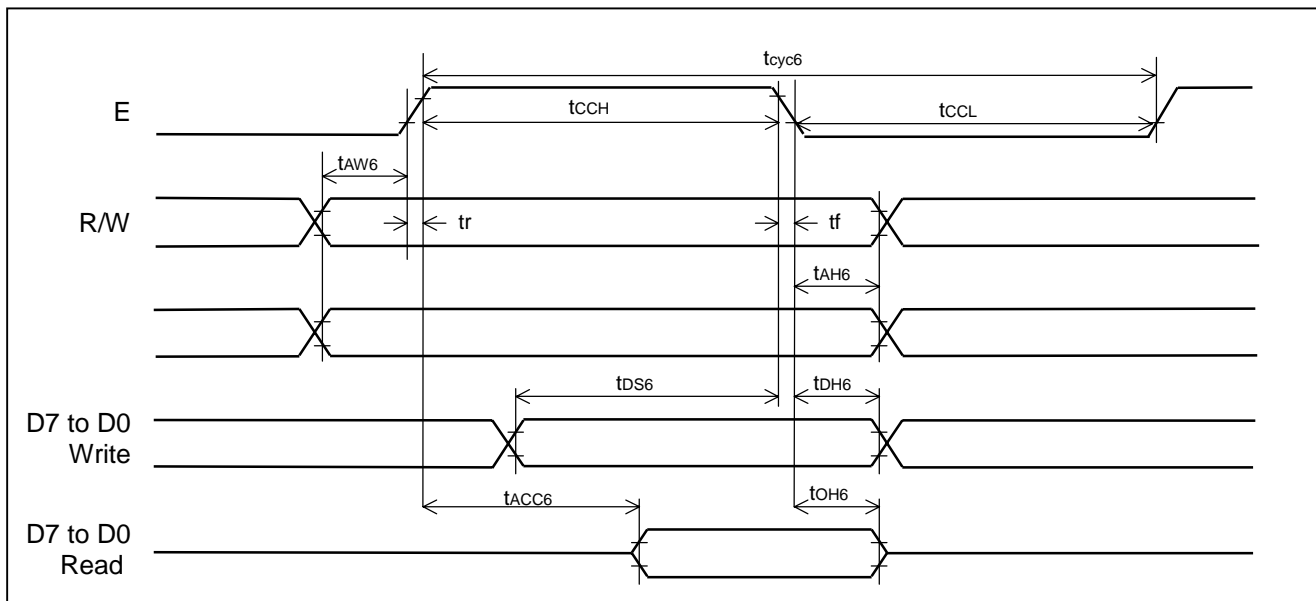 tcyc6
E
tCCH
tCCL
tAW6
R/W
tr
tf
tAH6
tDS6
tDH6
D7 to D0
Write
tACC6
tOH6
D7 to D0
Read